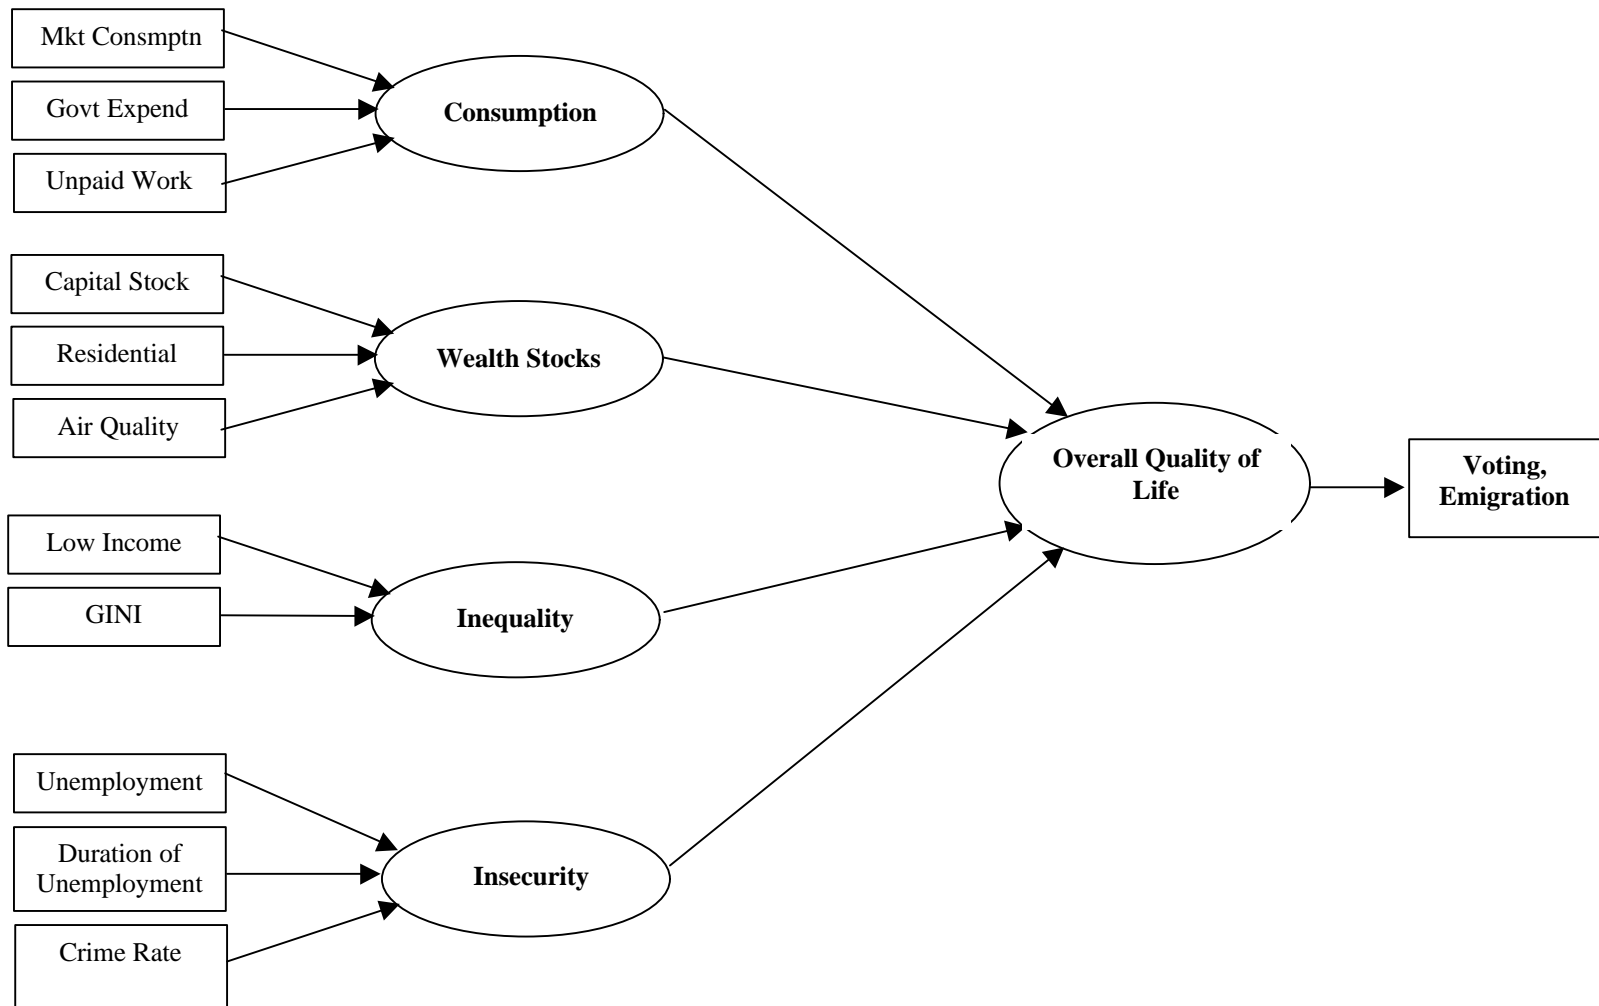 Mkt Consmptn
Govt Expend
Unpaid Work
Consumption
Capital Stock
Residential
Air Quality
Wealth Stocks
Low Income
GINI
Inequality
Unemployment
Duration of
Unemployment
Crime Rate
Insecurity
Overall Quality of
Life
Voting,
Emigration